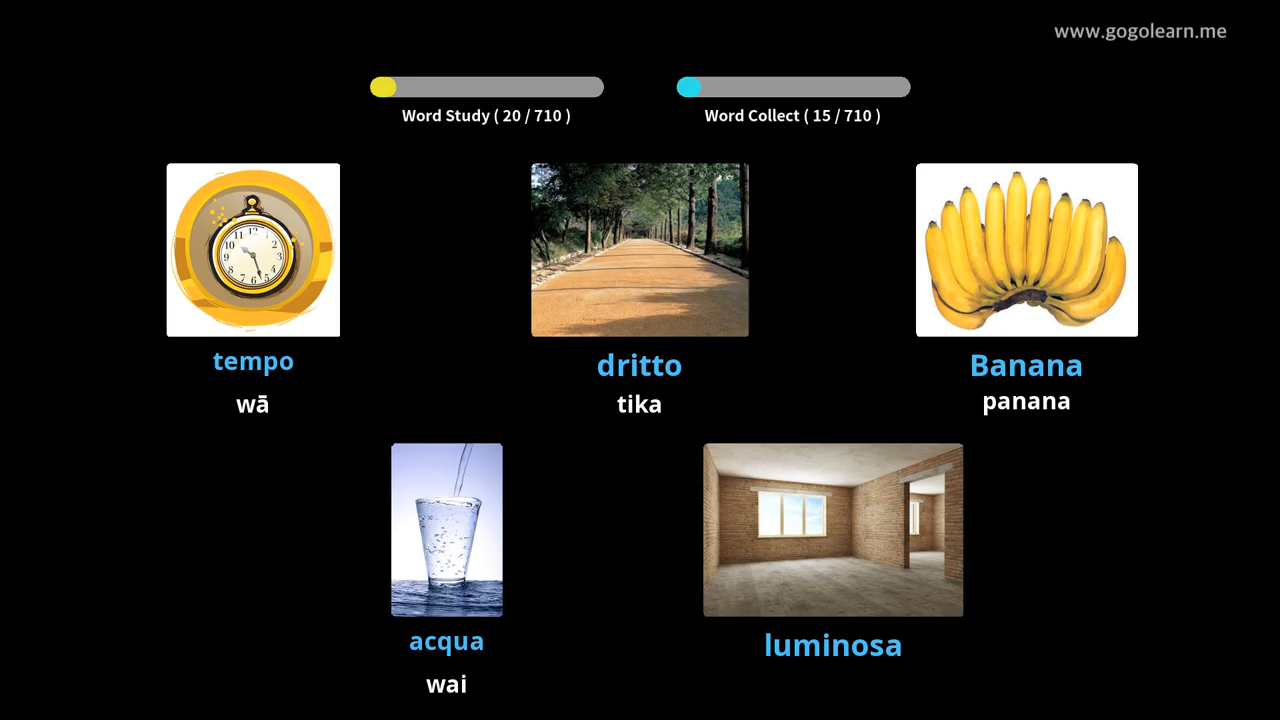 www.gogolearn.me
Word Study ( 20 / 710 )
Word Collect ( 15 / 710 )
tempo
wā
dritto
tika
Banana
panana
acqua
wai
luminosa